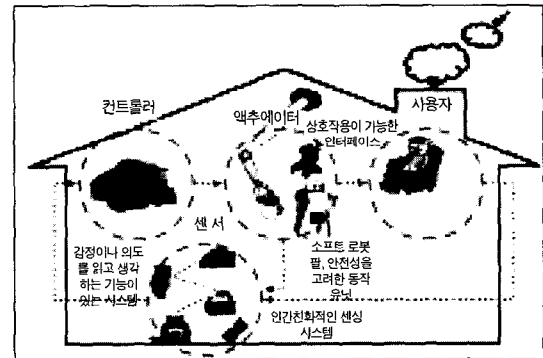 컨트롤러
액추에이터
사용자
상호작용이 가능한
인터페이스
센 서
감정이나 의도
를 읽고 생각
하는 기능이
있는 시스템
소프트 로봇
팔, 안전성을
고려한 동작
유닛
인간친화적인 센싱
시스템